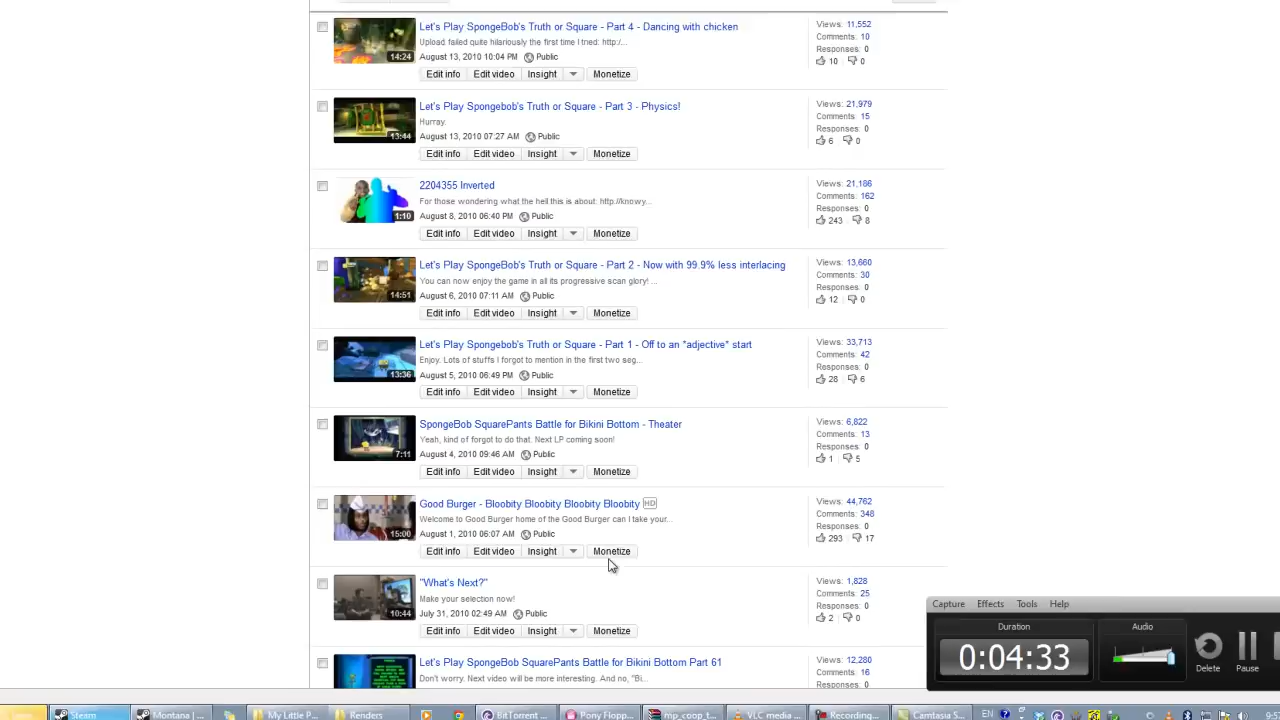 Let's Play SpongeBob's Truth or Square - Part 4 - Dancing with chicken
Upload failed quite hilariously the first time I tried: http:/...
14:24
August 13, 2010 10:04 PM Public
Edit info Edit video Insight Monetize
Views: 11,552
Comments: 10
Responses: 0
10 0
Let's Play Spongebob's Truth or Square - Part 3 - Physics!
Hurray.
13:44
August 13, 2010 07:27 AM Public
Edit info Edit video Insight Monetize
Views: 21,979
Comments: 15
Responses: 0
6 0
2204355 Inverted
For those wondering what the hell this is about: http://knowy...
1:10
August 8, 2010 06:40 PM Public
Edit info Edit video Insight Monetize
Views: 21,186
Comments: 162
Responses: 0
243 8
Let's Play SpongeBob's Truth or Square - Part 2 - Now with 99.9% less interlacing
You can now enjoy the game in all its progressive scan glory! ...
14:51
August 6, 2010 07:11 AM Public
Edit info Edit video Insight Monetize
Views: 13,660
Comments: 30
Responses: 0
12 0
Let's Play Spongebob's Truth or Square - Part 1 - Off to an *adjective* start
Enjoy. Lots of stuffs I forgot to mention in the first two seg...
13:36
August 5, 2010 06:49 PM Public
Edit info Edit video Insight Monetize
Views: 33,713
Comments: 42
Responses: 0
28 6
SpongeBob SquarePants Battle for Bikini Bottom - Theater
Yeah, kind of forgot to do that. Next LP coming soon!
7:11
August 4, 2010 09:46 AM Public
Edit info Edit video Insight Monetize
Views: 6,822
Comments: 13
Responses: 0
1 5
Good Burger - Bloobity Bloobity Bloobity Bloobity HD
Welcome to Good Burger home of the Good Burger can I take your...
15:00
August 1, 2010 06:07 AM Public
Edit info Edit video Insight Monetize
Views: 44,762
Comments: 348
Responses: 0
293 17
"What's Next?"
Make your selection now!
10:44
July 31, 2010 02:49 AM Public
Edit info Edit video Insight Monetize
Views: 1,828
Comments: 25
Responses: 0
2 0
Let's Play SpongeBob SquarePants Battle for Bikini Bottom Part 61
Don't worry. Next video will be more interesting. And no, "Bi...
Views: 12,280
Comments: 16
Responses: 0
Capture Effects Tools Help
Duration Audio
0:04:33
Delete Pause
Steam Montana | My Little P... Renders BitTorrent ... Pony Flopp... mp_coop_t... VLC media ... Recording... Camtasia S... EN